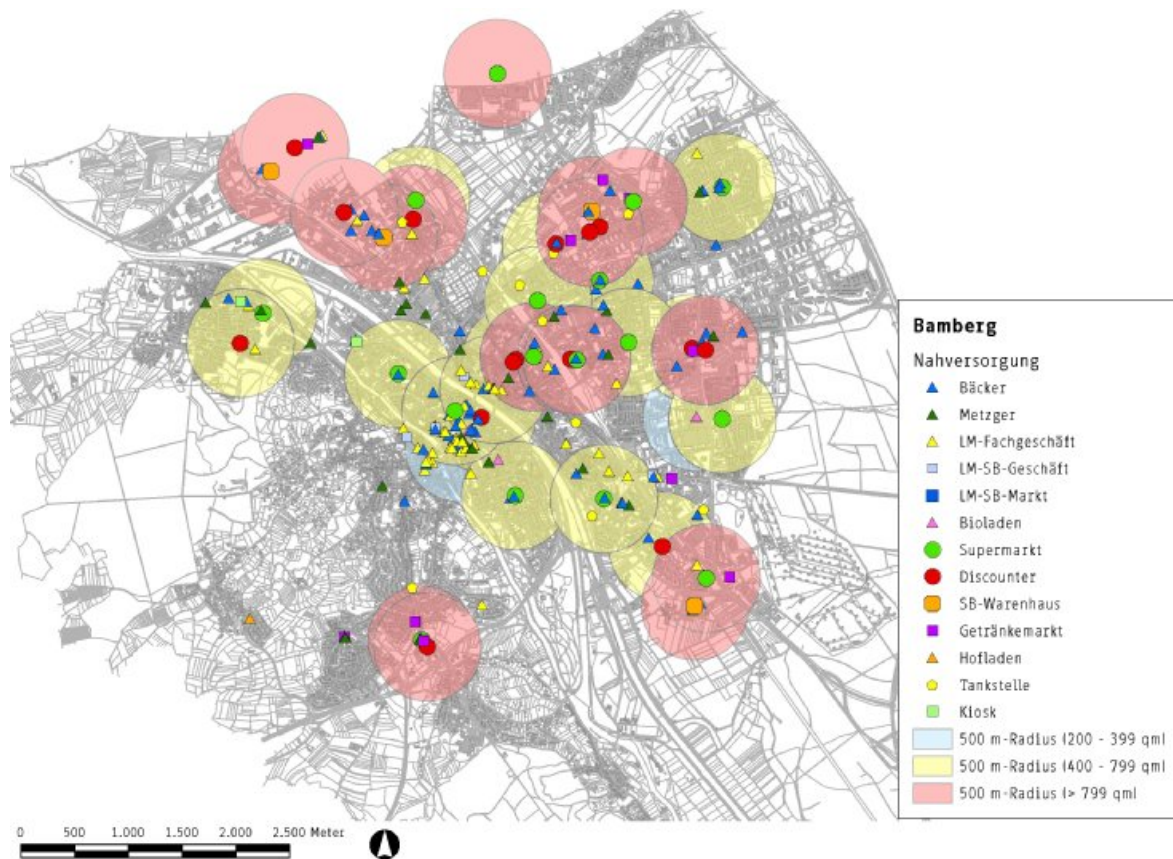 Bamberg
Nahversorgung
Bäcker
Metzger
LM-Fachgeschäft
LM-SB-Geschäft
LM-SB-Markt
Bioladen
Supermarkt
Discounter
SB-Warenhaus
Getränkemarkt
Hofladen
Tankstelle
Kiosk
500 m-Radius (200 - 399 qm)
500 m-Radius (400 - 799 qm)
500 m-Radius (> 799 qm)
0 500 1.000 1.500 2.000 2.500 Meter